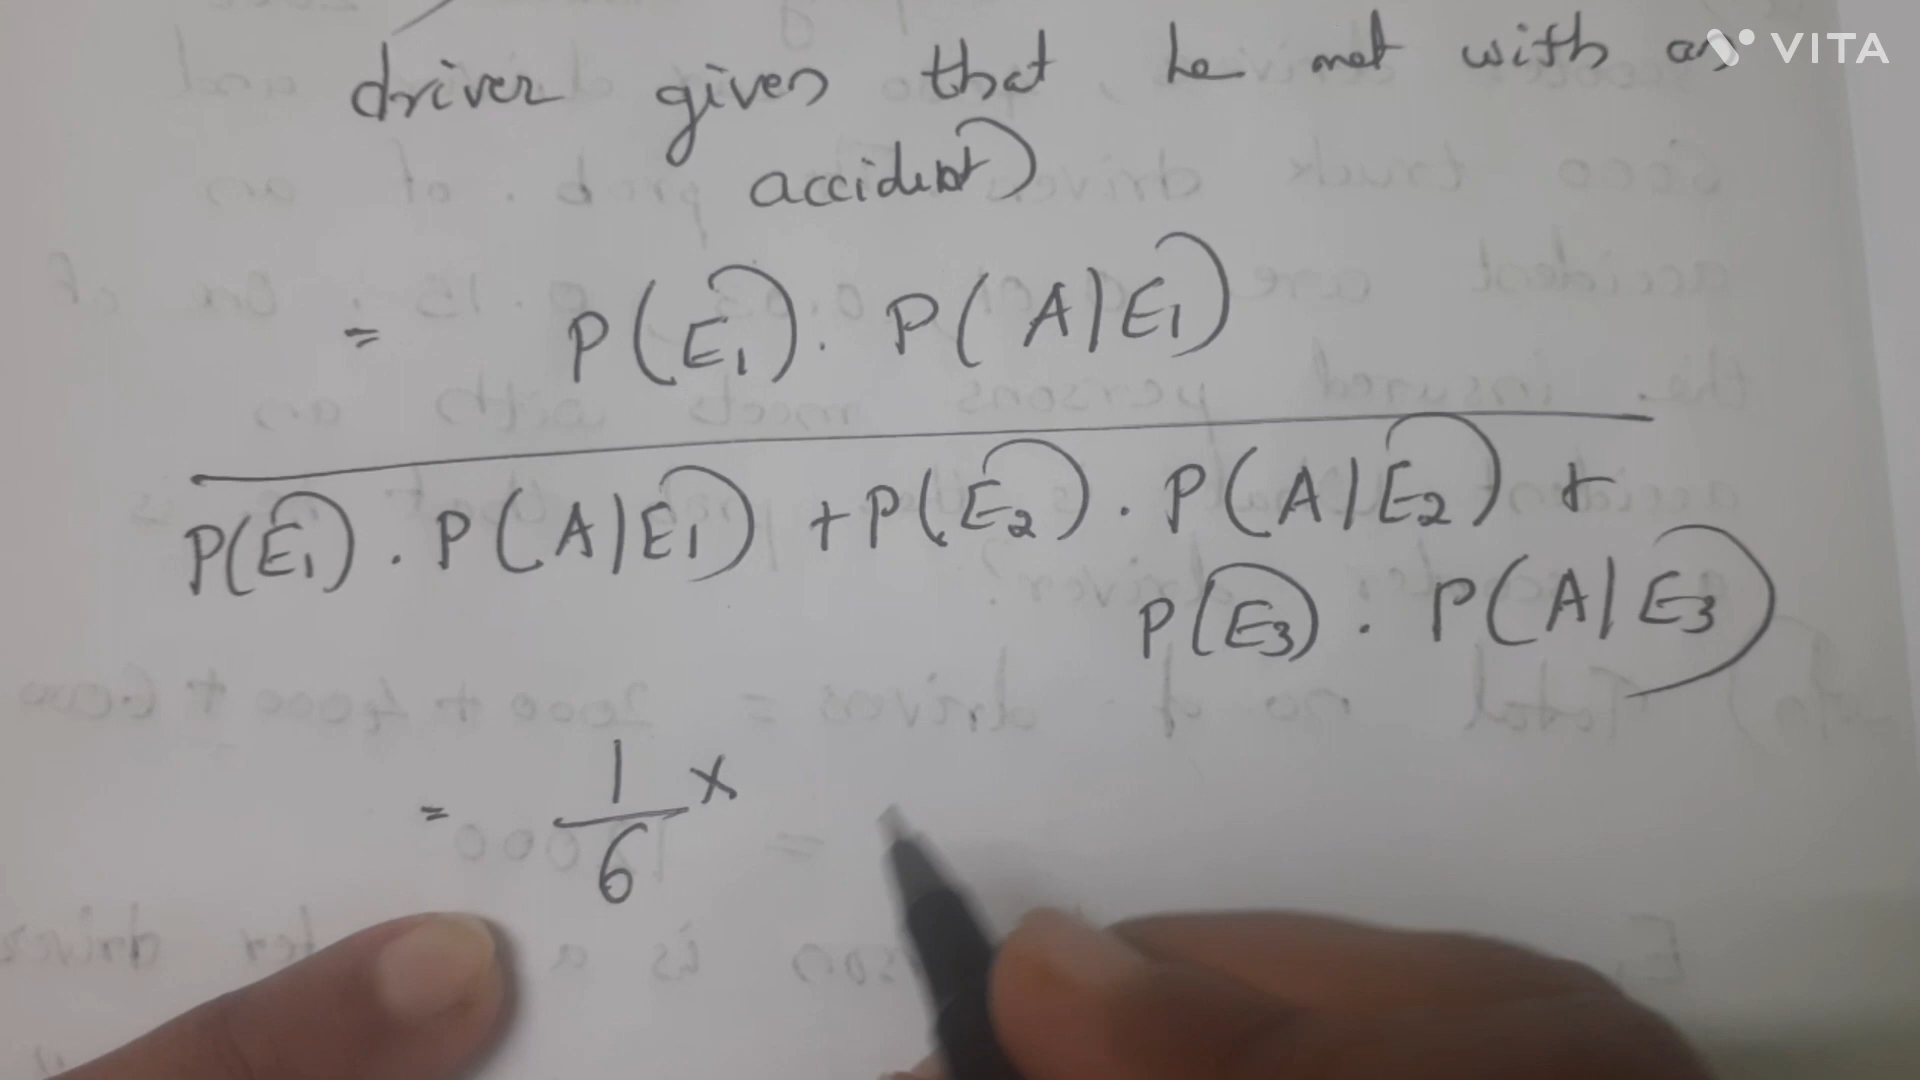 VITA
driver given that he met with an
accident)
= P(E₁). P(A|E₁)
P(E₁). P(A|E₁) + P(E₂). P(A|E₂) +
P(E₃). P(A|E₃)
= 1/6 x